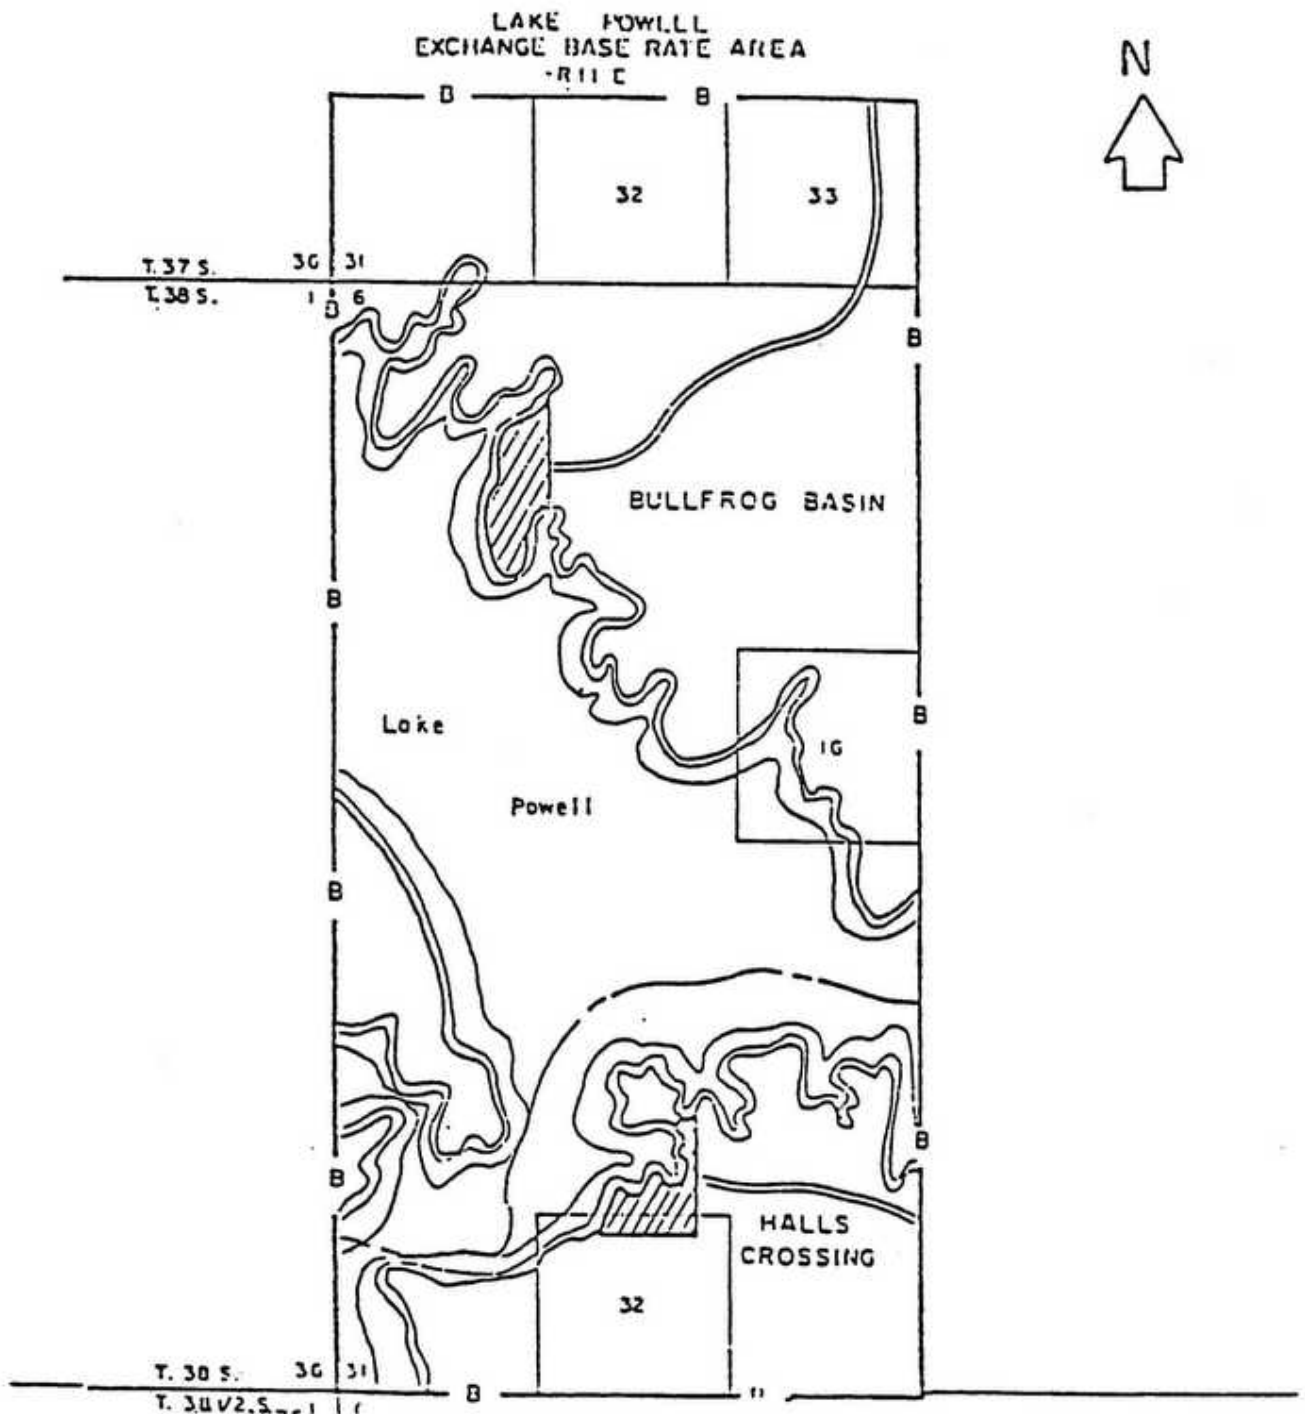 LAKE POWELL
EXCHANGE BASE RATE AREA
R11E
B B
N
32 33
T. 37 S. 36 31
T. 38 S. 1 6
B
B
BULLFROG BASIN
B
B
Lake
16
Powell
B
B
B
HALLS
CROSSING
32
T. 38 S. 36 31
B